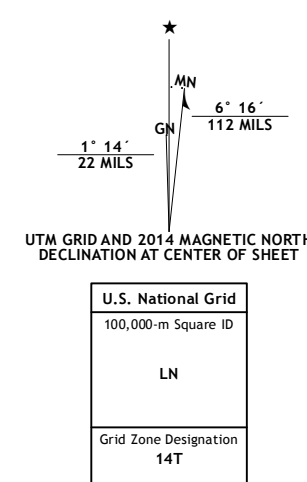 ★
MN
6° 16´
112 MILS
GN
1° 14´
22 MILS
UTM GRID AND 2014 MAGNETIC NORTH
DECLINATION AT CENTER OF SHEET
U.S. National Grid
100,000-m Square ID
LN
Grid Zone Designation
14T